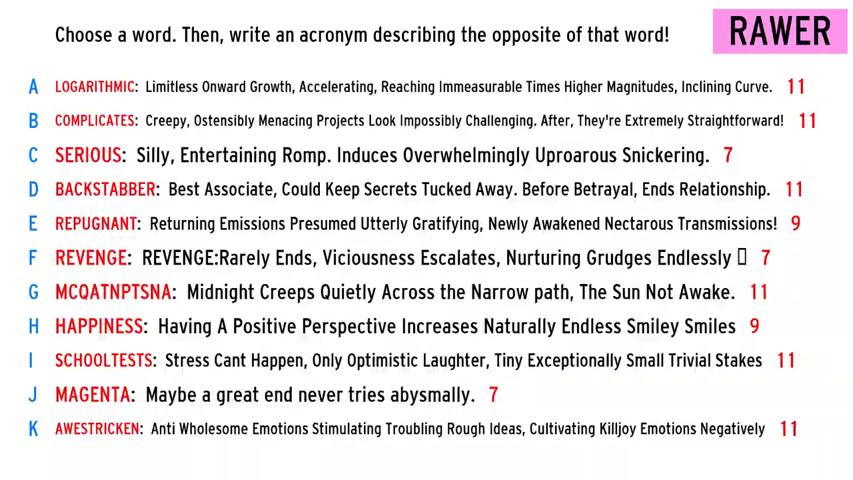 Choose a word. Then, write an acronym describing the opposite of that word!
RAWER
A LOGARITHMIC: Limitless Onward Growth, Accelerating, Reaching Immeasurable Times Higher Magnitudes, Inclining Curve. 11
B COMPLICATES: Creepy, Ostensibly Menacing Projects Look Impossibly Challenging. After, They're Extremely Straightforward! 11
C SERIOUS: Silly, Entertaining Romp. Induces Overwhelmingly Uproarous Snickering. 7
D BACKSTABBER: Best Associate, Could Keep Secrets Tucked Away. Before Betrayal, Ends Relationship. 11
E REPUGNANT: Returning Emissions Presumed Utterly Gratifying, Newly Awakened Nectarous Transmissions! 9
F REVENGE: REVENGE:Rarely Ends, Viciousness Escalates, Nurturing Grudges Endlessly 7
G MCQATNPTSNA: Midnight Creeps Quietly Across the Narrow path, The Sun Not Awake. 11
H HAPPINESS: Having A Positive Perspective Increases Naturally Endless Smiley Smiles 9
I SCHOOLTESTS: Stress Cant Happen, Only Optimistic Laughter, Tiny Exceptionally Small Trivial Stakes 11
J MAGENTA: Maybe a great end never tries abysmally. 7
K AWESTRICKEN: Anti Wholesome Emotions Stimulating Troubling Rough Ideas, Cultivating Killjoy Emotions Negatively 11